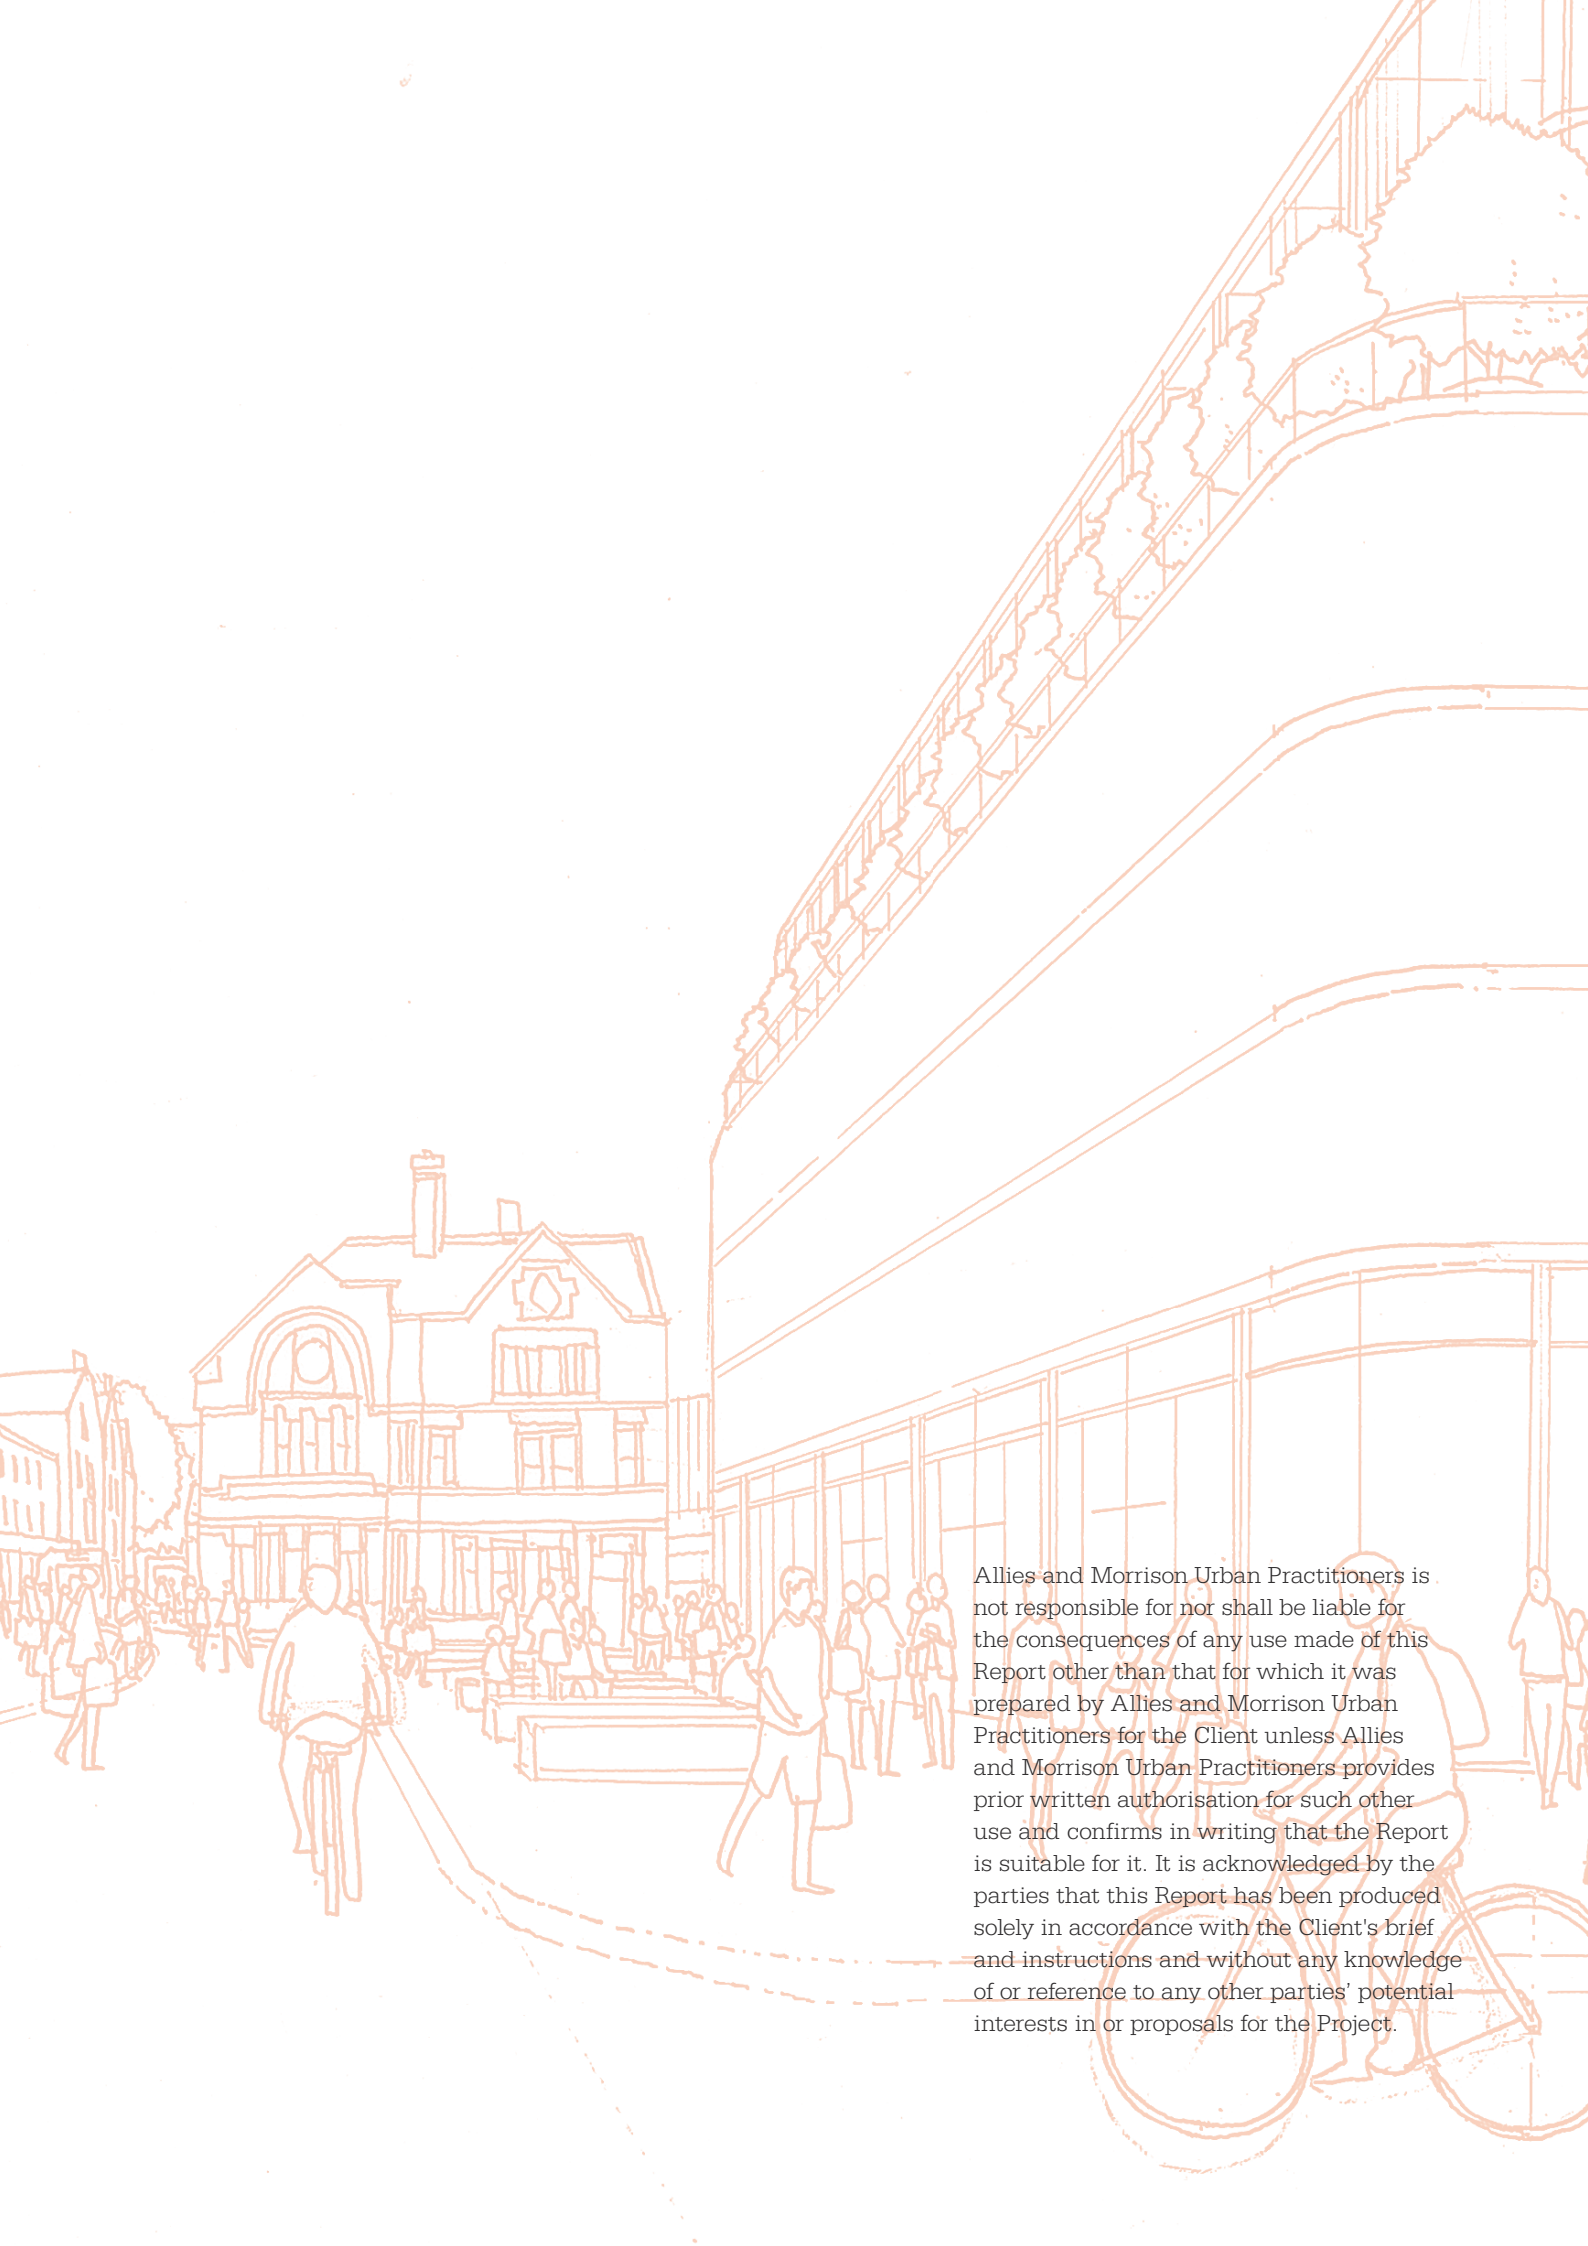 Allies and Morrison Urban Practitioners is
not responsible for nor shall be liable for
the consequences of any use made of this
Report other than that for which it was
prepared by Allies and Morrison Urban
Practitioners for the Client unless Allies
and Morrison Urban Practitioners provides
prior written authorisation for such other
use and confirms in writing that the Report
is suitable for it. It is acknowledged by the
parties that this Report has been produced
solely in accordance with the Client's brief
and instructions and without any knowledge
of or reference to any other parties’ potential
interests in or proposals for the Project.